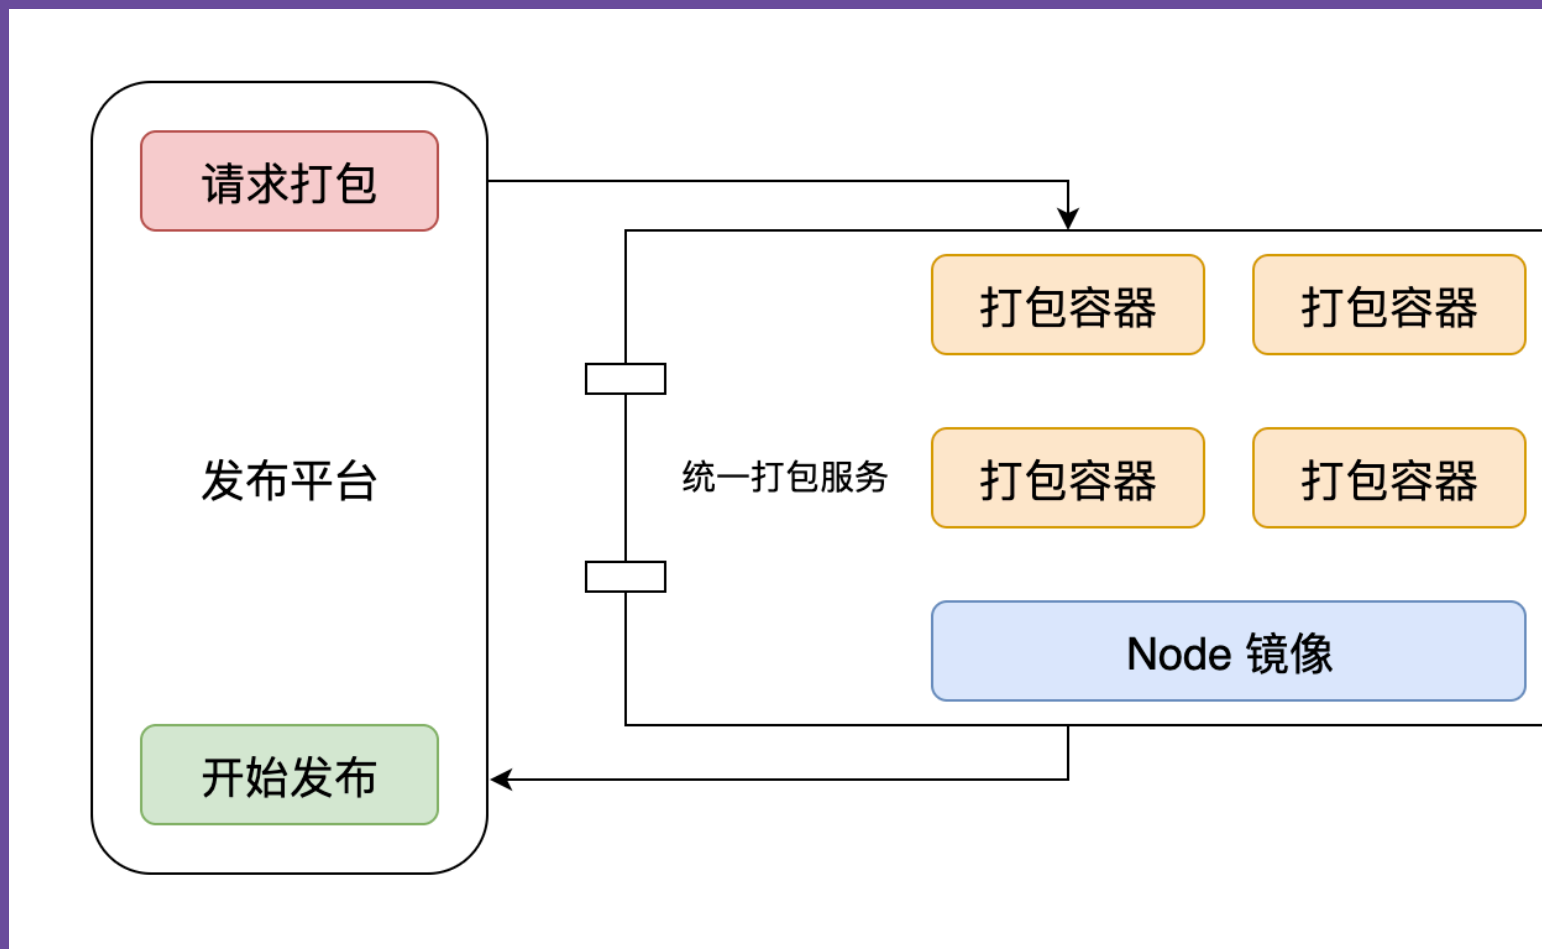 请求打包
发布平台
开始发布
统一打包服务
打包容器
打包容器
打包容器
打包容器
Node 镜像